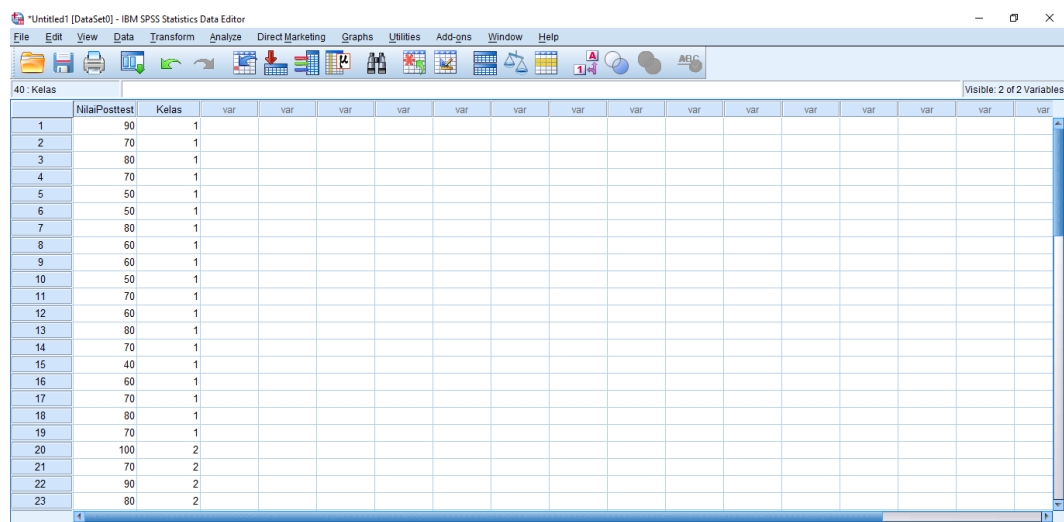 *Untitled1 [DataSet0] - IBM SPSS Statistics Data Editor
File Edit View Data Transform Analyze Direct Marketing Graphs Utilities Add-ons Window Help
40 : Kelas Visible: 2 of 2 Variables
NilaiPosttest Kelas var var var var var var var var var var var var var var
1 90 1
2 70 1
3 80 1
4 70 1
5 50 1
6 50 1
7 80 1
8 60 1
9 60 1
10 50 1
11 70 1
12 60 1
13 80 1
14 70 1
15 40 1
16 60 1
17 70 1
18 80 1
19 70 1
20 100 2
21 70 2
22 90 2
23 80 2